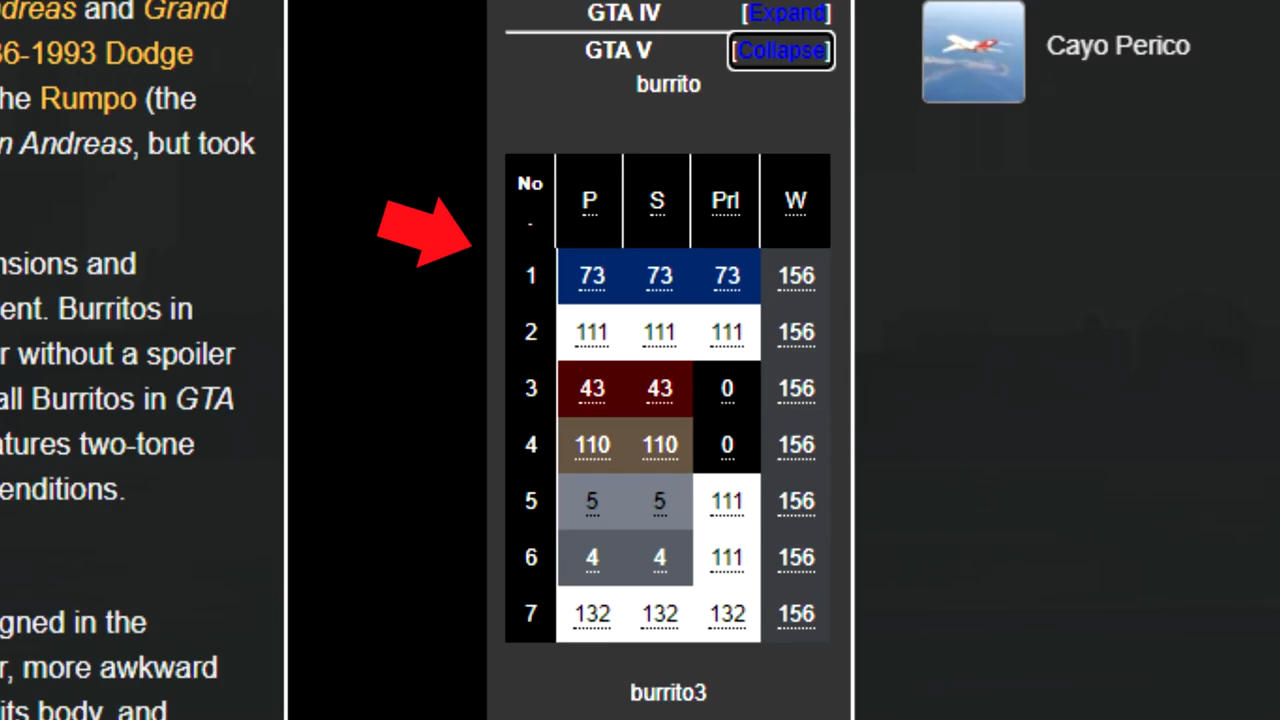 dreas and Grand
36-1993 Dodge
he Rumpo (the
n Andreas, but took
nsions and
ent. Burritos in
r without a spoiler
all Burritos in GTA
atures two-tone
enditions.
gned in the
r, more awkward
its body, and
GTA IV [Expand]
GTA V [Collapse]
burrito
No. P S Prl W
1 73 73 73 156
2 111 111 111 156
3 43 43 0 156
4 110 110 0 156
5 5 5 111 156
6 4 4 111 156
7 132 132 132 156
burrito3
Cayo Perico